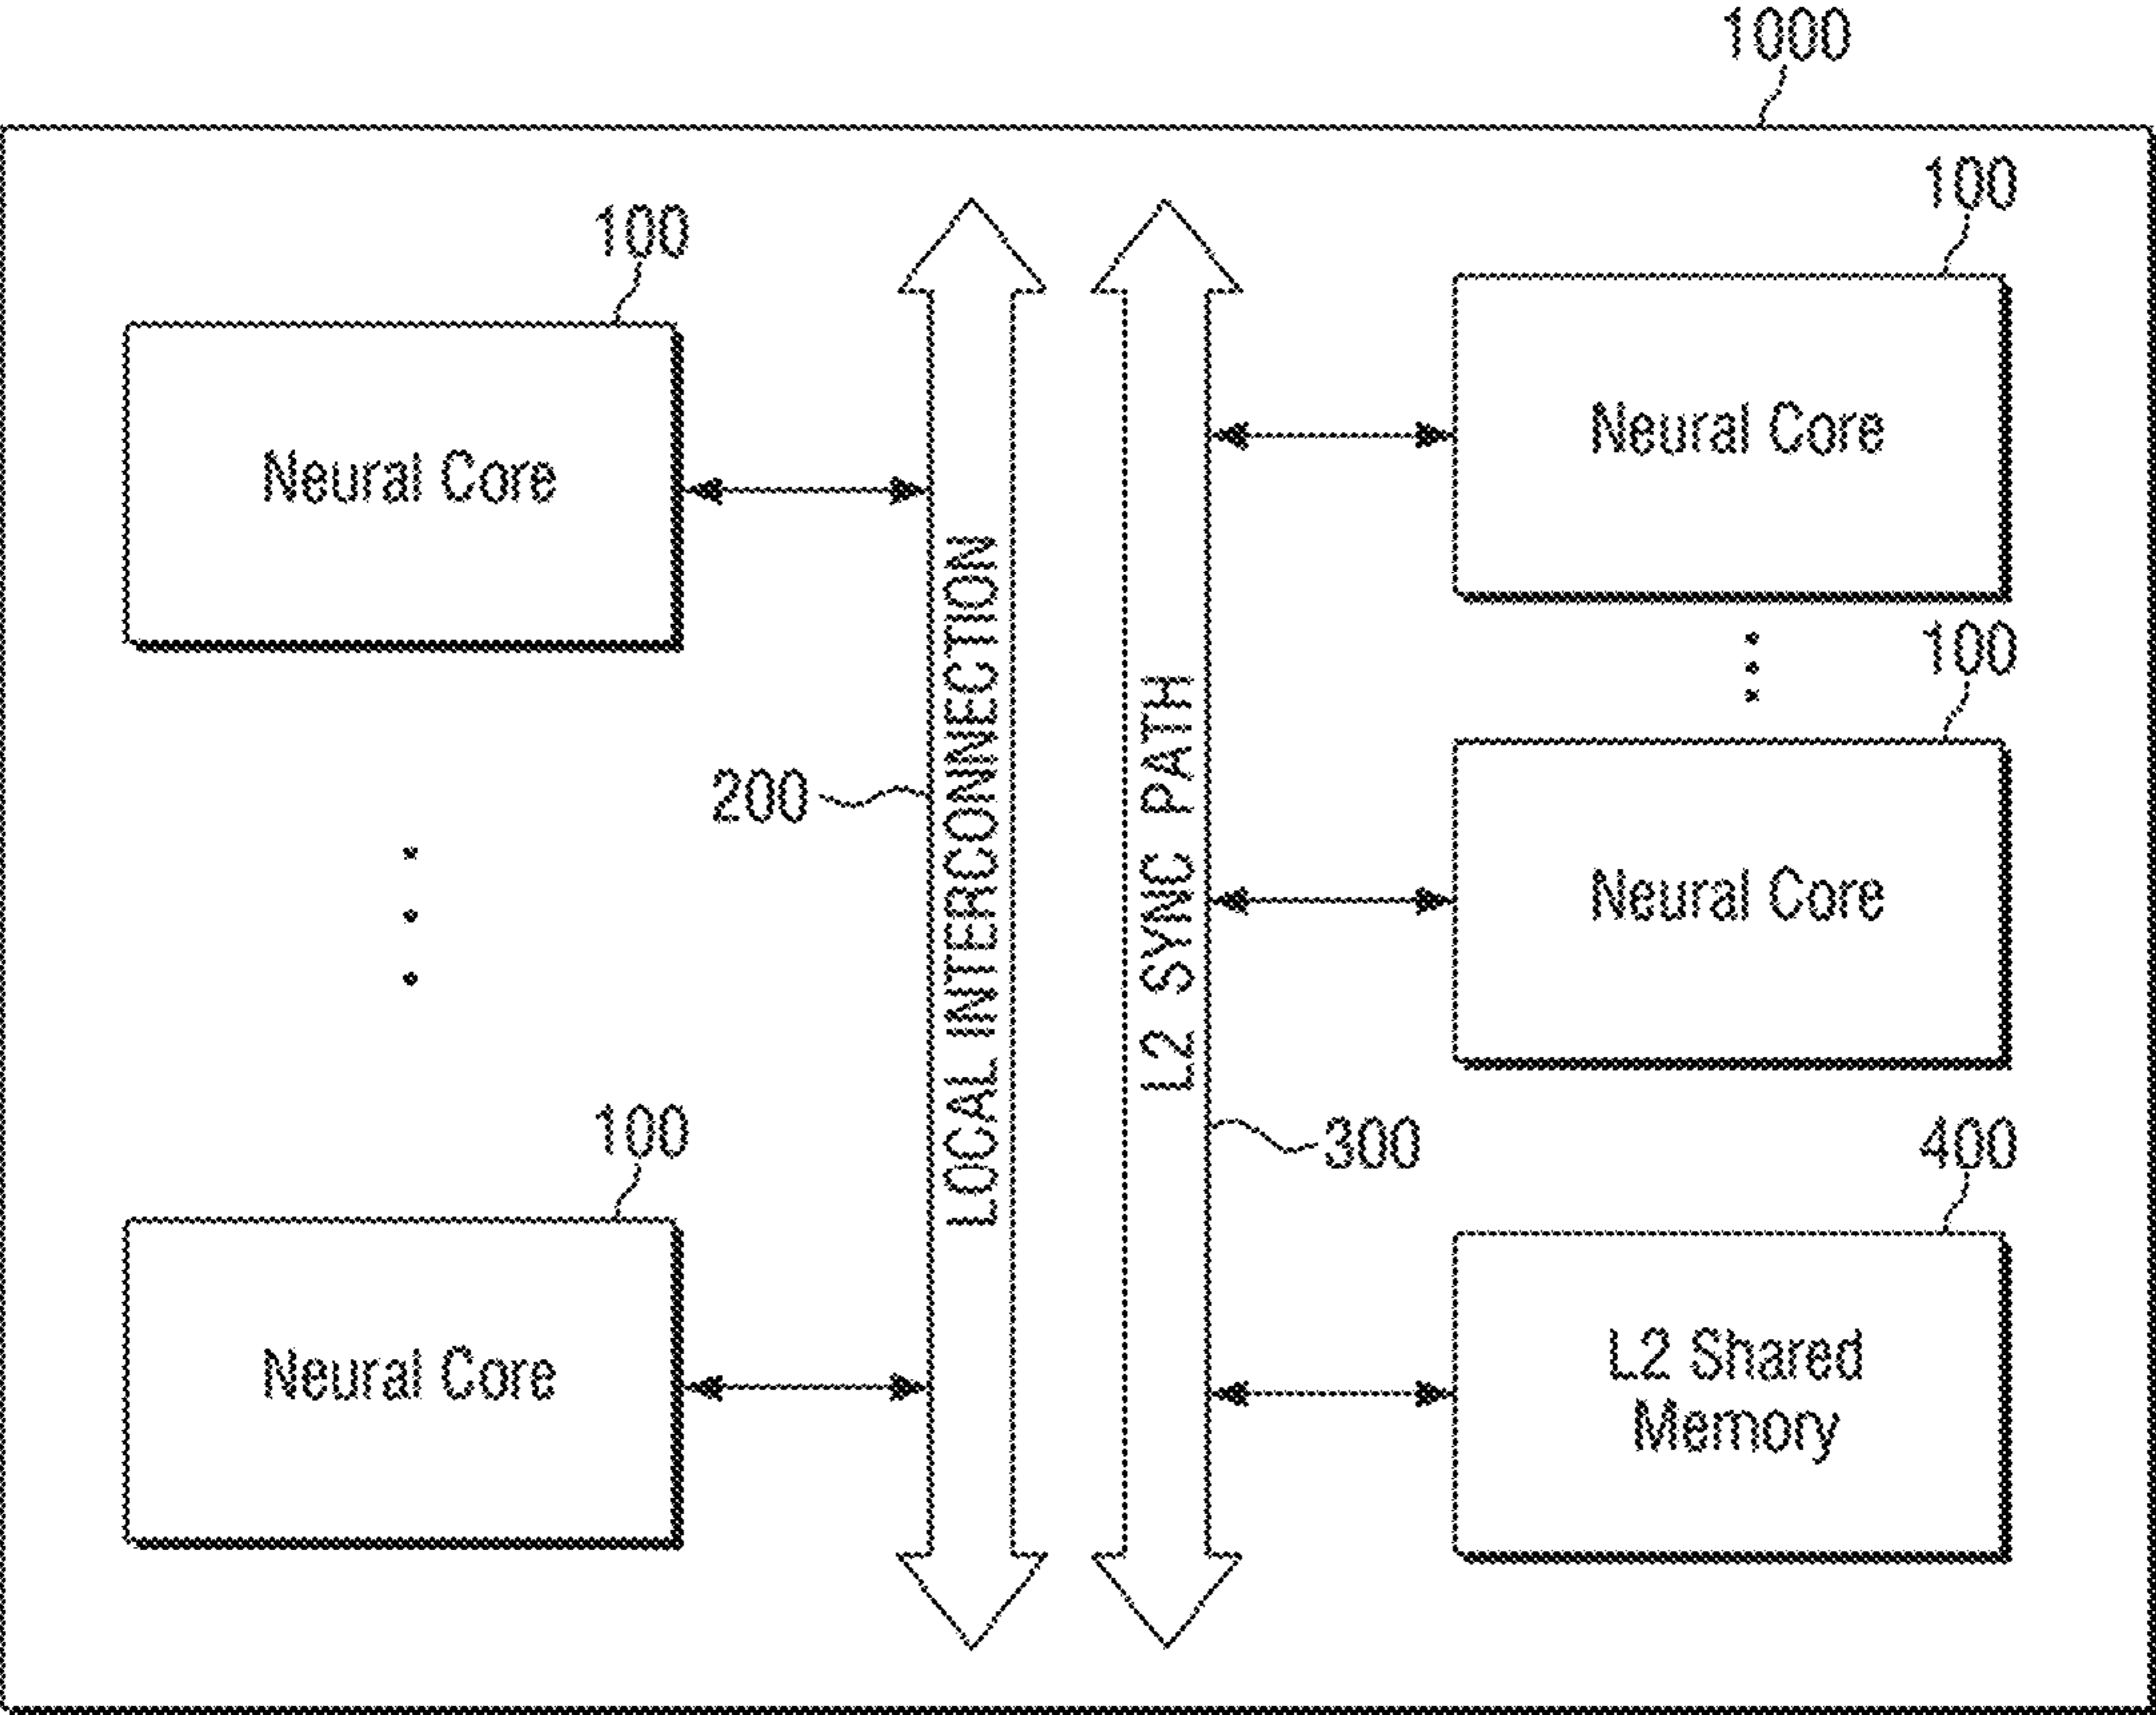 1000
100
100
Neural Core
Neural Core
100
LOCAL INTERCONNECTION
L2 SYNC PATH
200
Neural Core
100
300
400
Neural Core
L2 Shared
Memory